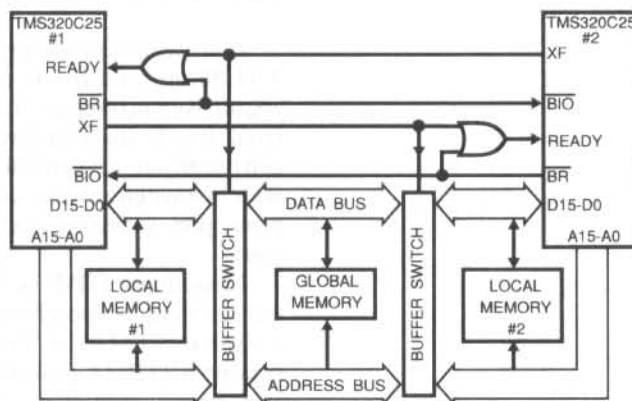 TMS320C25
#1
READY
BR
XF
BIO
D15-D0
A15-A0
TMS320C25
#2
XF
BIO
READY
BR
D15-D0
A15-A0
DATA BUS
BUFFER SWITCH
BUFFER SWITCH
LOCAL
MEMORY
#1
GLOBAL
MEMORY
LOCAL
MEMORY
#2
ADDRESS BUS